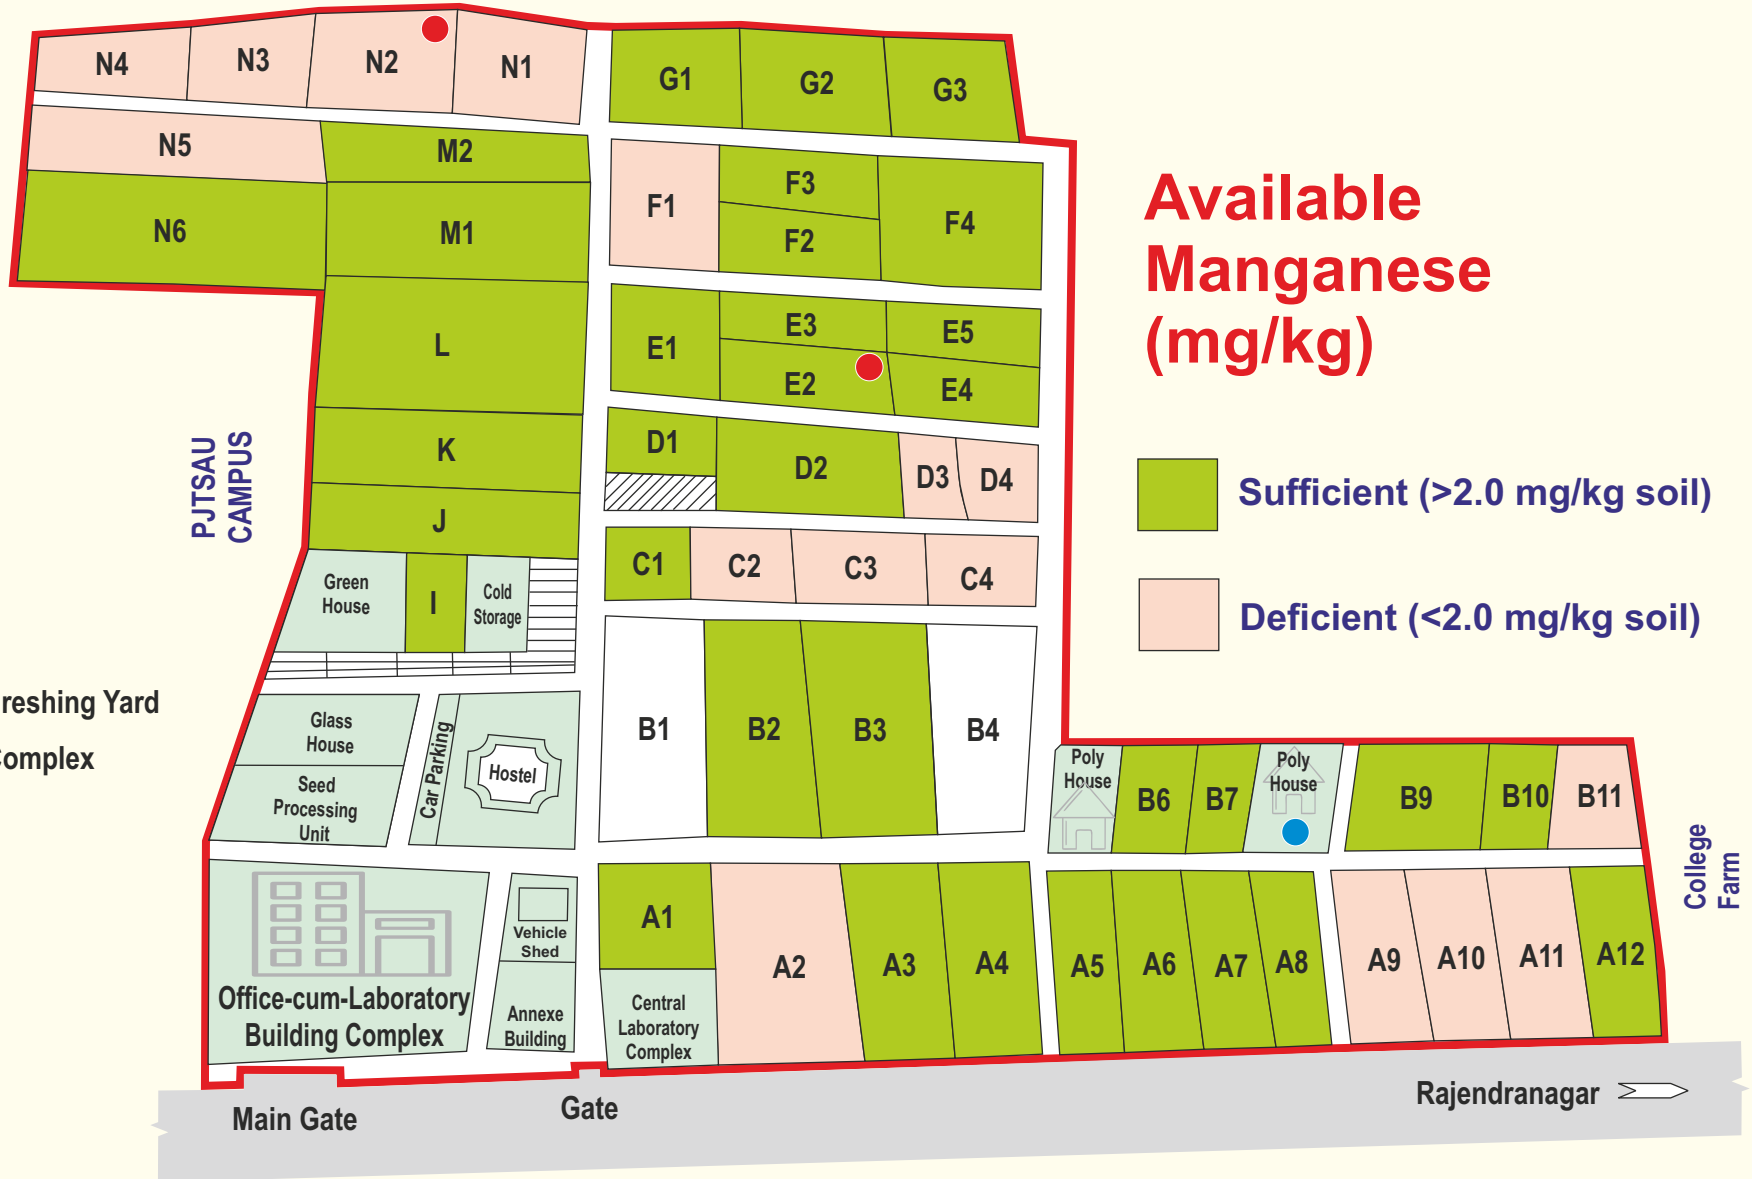 N4
N3
N2
N1
G1
G2
G3
N5
M2
F1
F3
F4
F2
N6
M1
Available
Manganese
(mg/kg)
L
E1
E3
E5
E2
E4
PJTSAU
CAMPUS
K
D1
D2
D3
D4
Sufficient (>2.0 mg/kg soil)
J
C1
C2
C3
C4
Green
House
I
Cold
Storage
Deficient (<2.0 mg/kg soil)
reshing Yard
Complex
Glass
House
Car Parking
Hostel
Seed
Processing
Unit
B1
B2
B3
B4
Poly
House
B6
B7
Poly
House
B9
B10
B11
College
Farm
Office-cum-Laboratory
Building Complex
Vehicle
Shed
Annexe
Building
A1
Central
Laboratory
Complex
A2
A3
A4
A5
A6
A7
A8
A9
A10
A11
A12
Main Gate
Gate
Rajendranagar